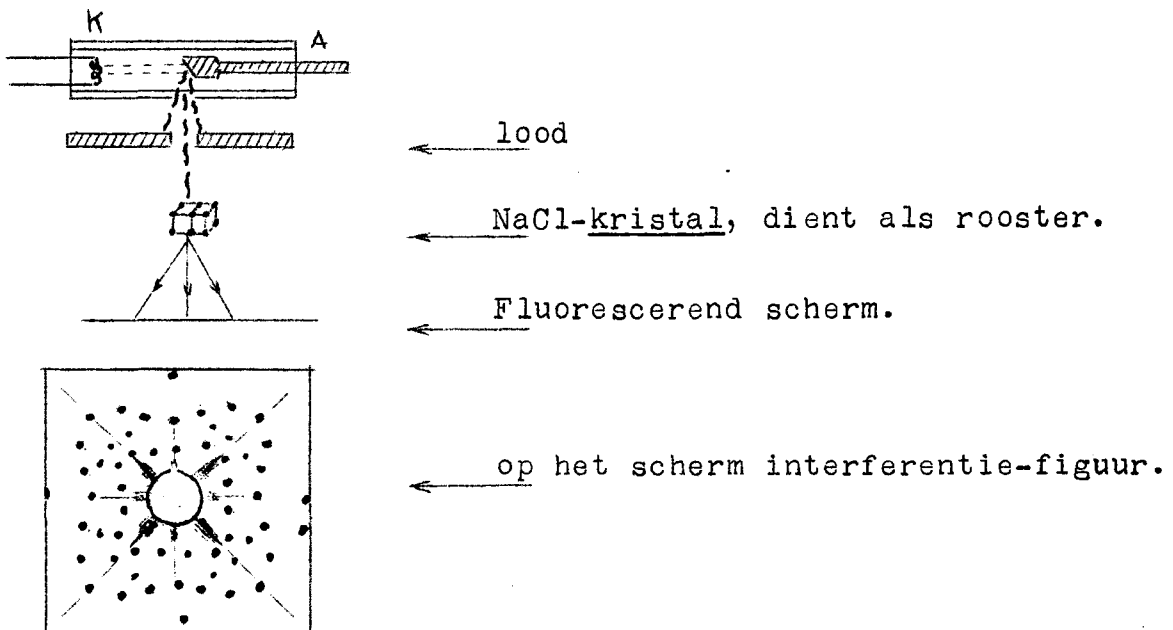 K
A
lood
NaCl-kristal, dient als rooster.
Fluorescerend scherm.
op het scherm interferentie-figuur.